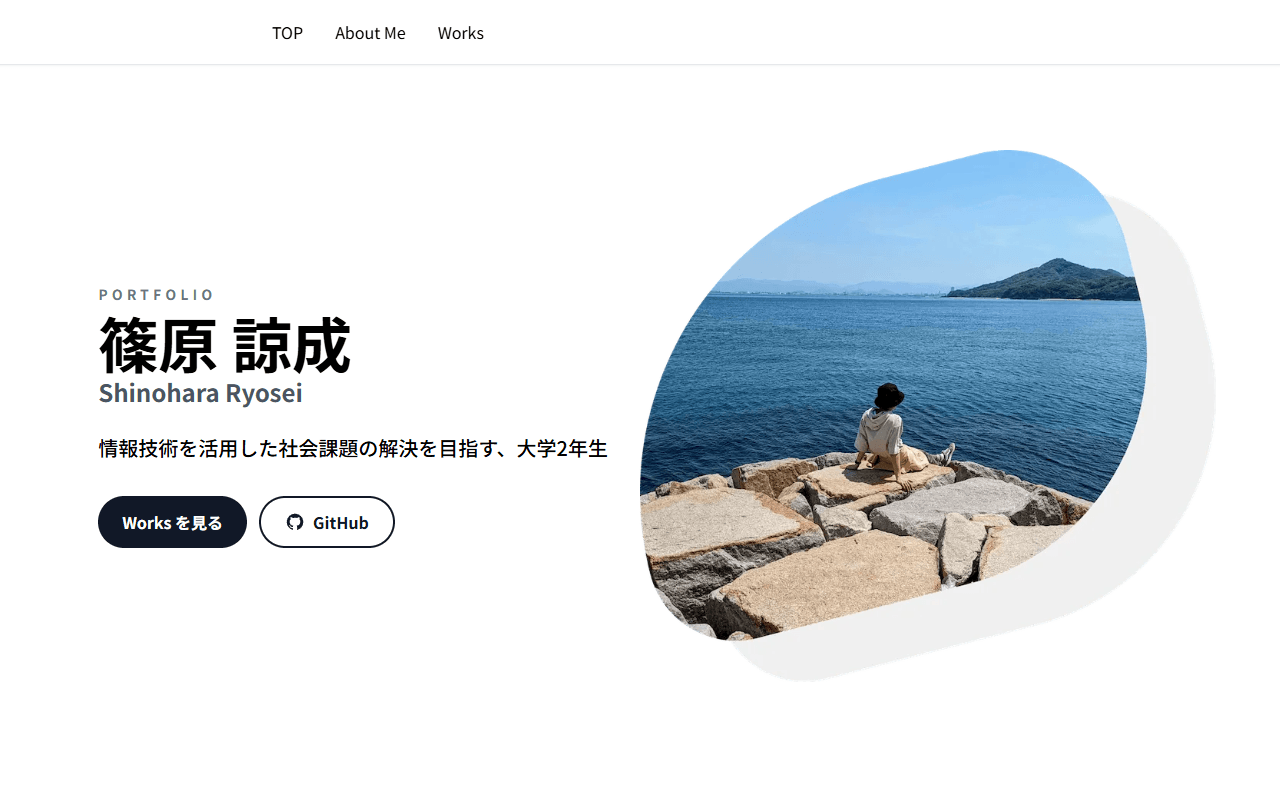 TOP About Me Works
PORTFOLIO
篠原 諒成
Shinohara Ryosei
情報技術を活用した社会課題の解決を目指す、大学2年生
Works を見る GitHub